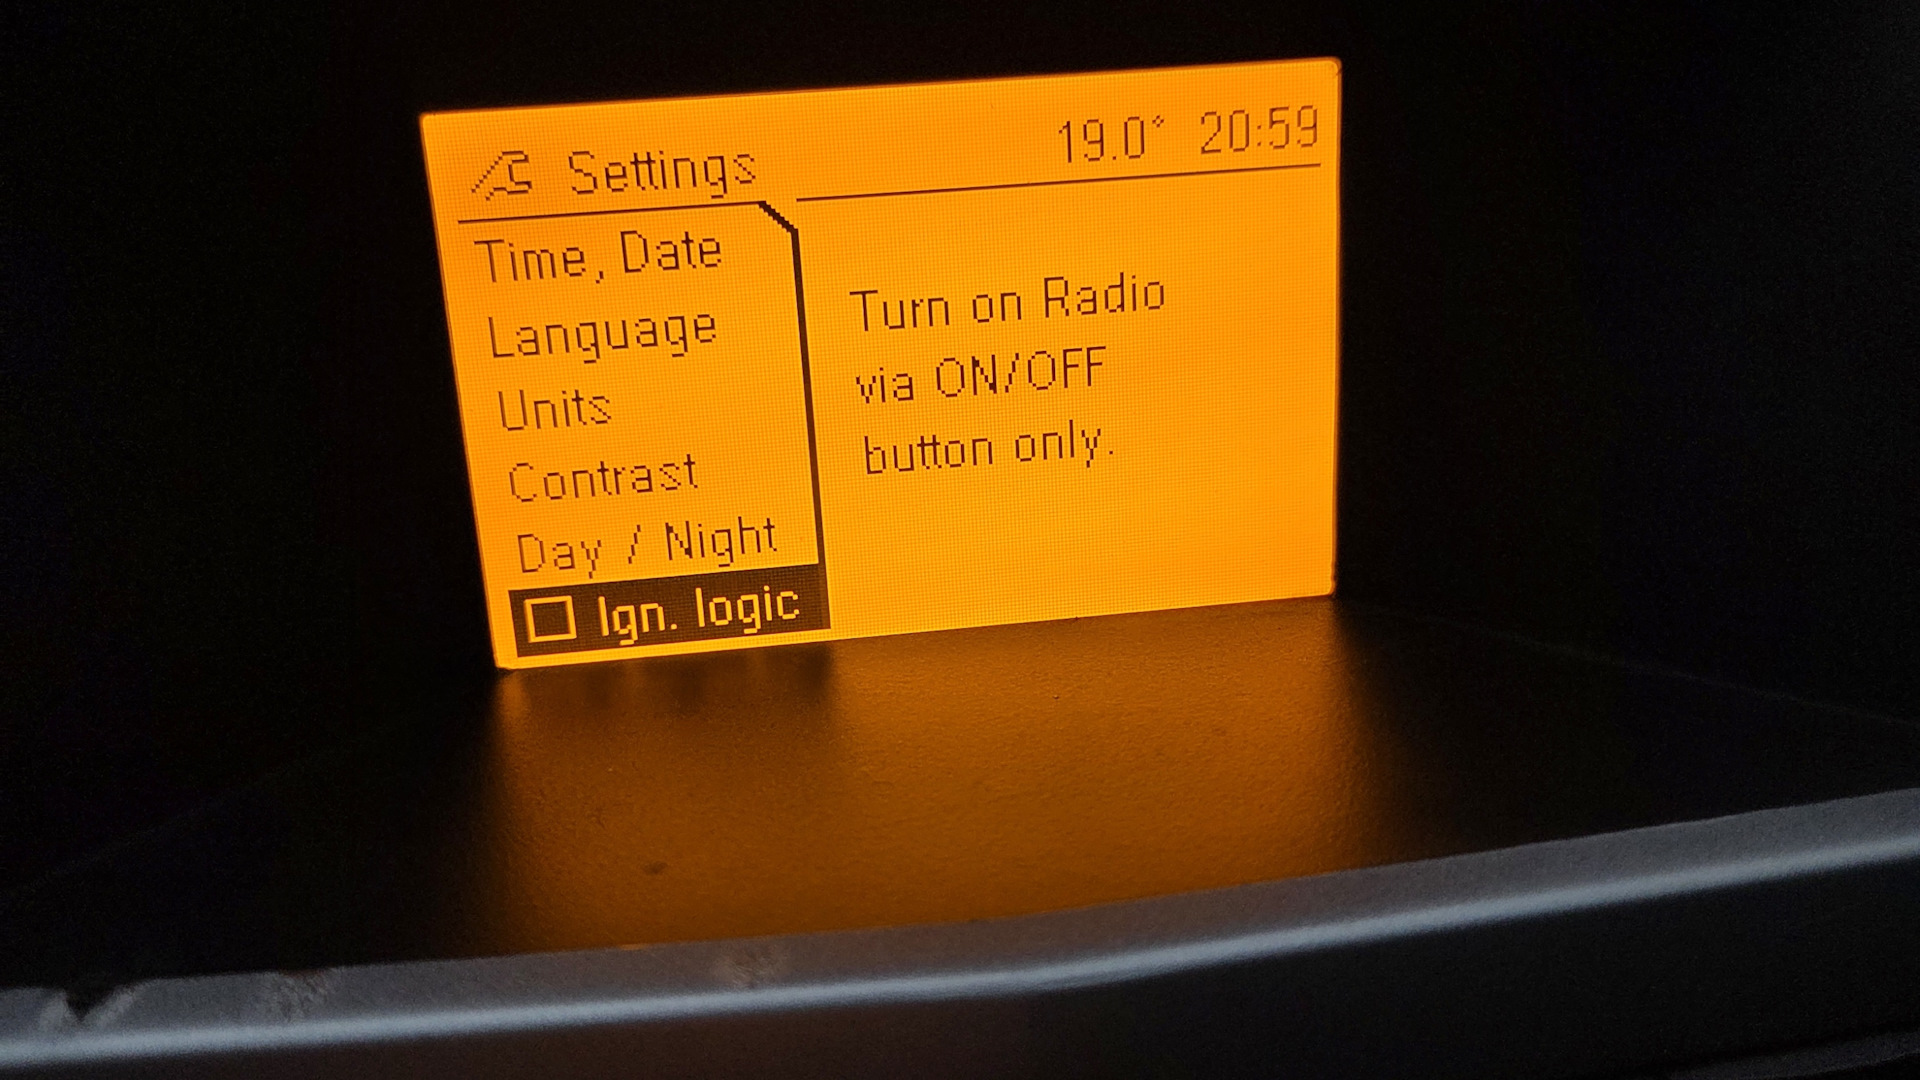 Settings
19.0° 20:59
Time, Date
Language
Units
Contrast
Day / Night
Ign. logic
Turn on Radio
via ON/OFF
button only.